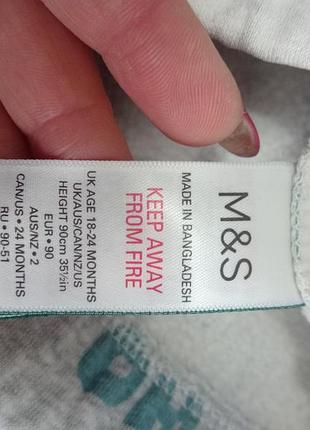 M&S
MADE IN BANGLADESH
KEEP AWAY
FROM FIRE
UK AGE 18-24 MONTHS
UK/AUS/CAN/NZ/US
HEIGHT 90cm 35½in
EUR • 90
AUS/NZ • 2
CAN/US • 24 MONTHS
RU • 90-51